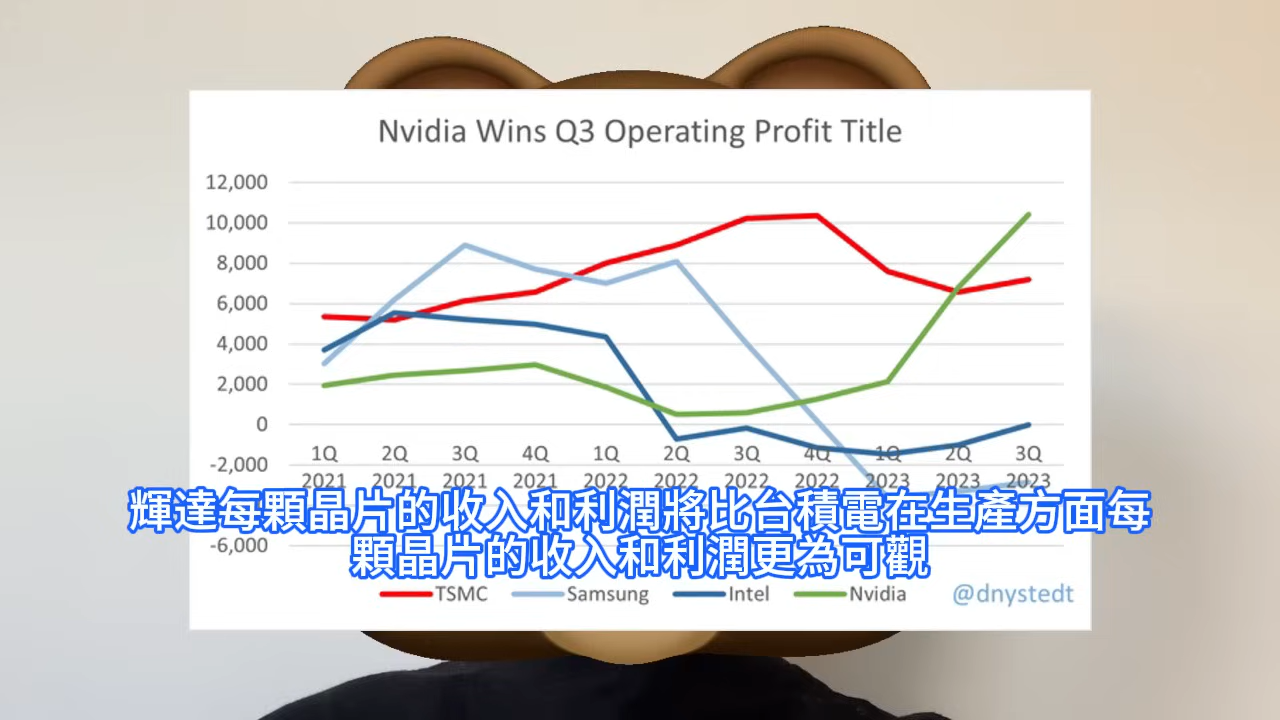 Nvidia Wins Q3 Operating Profit Title
12,000
10,000
8,000
6,000
4,000
2,000
0
-2,000
-6,000
1Q 2Q 3Q 4Q 1Q 2Q 3Q 4Q 1Q 2Q 3Q
2021 2021 2021 2021 2022 2022 2022 2022 2023 2023 2023
輝達每顆晶片的收入和利潤將比台積電在生產方面每
顆晶片的收入和利潤更為可觀
TSMC Samsung Intel Nvidia
@dnystedt